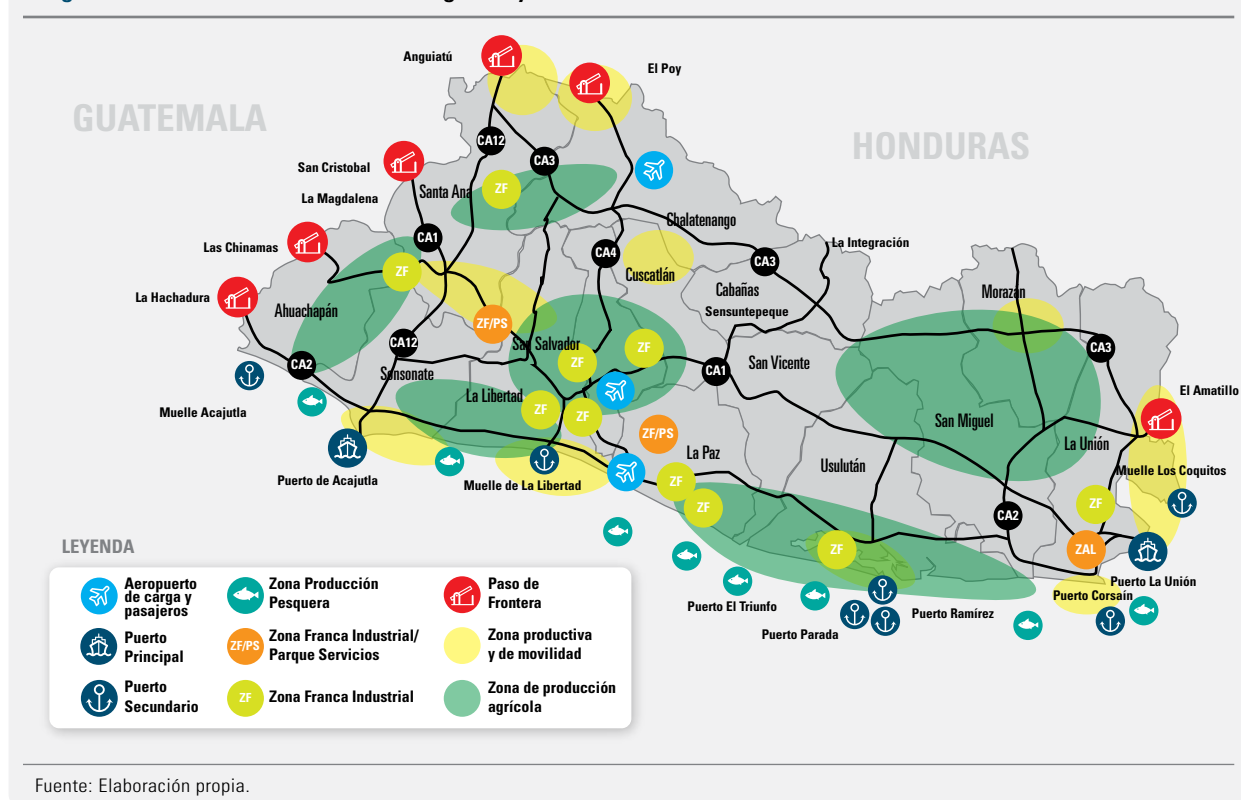 Anguiatú
El Poy
GUATEMALA
HONDURAS
CA12
San Cristobal
CA3
La Magdalena
Santa Ana
ZF
Chalatenango
Las Chinamas
CA1
La Integración
CA4
Cuscatlán
CA3
ZF
Cabañas
La Hachadura
Morazán
Ahuachapán
Sensuntepeque
ZF/PS
CA12
San Salvador
ZF
CA3
CA2
ZF
San Vicente
Sonsonate
CA1
El Amatillo
La Libertad
Muelle Acajutla
ZF
ZF
San Miguel
ZF/PS
La Unión
La Paz
Usulután
Muelle Los Coquitos
Puerto de Acajutla
Muelle de La Libertad
ZF
ZF
ZF
CA2
ZF
ZAL
Puerto La Unión
Puerto Corsaín
Puerto El Triunfo
Puerto Ramírez
Puerto Parada
LEYENDA
Aeropuerto
de carga y
pasajeros
Zona Producción
Pesquera
Paso de
Frontera
Puerto
Principal
ZF/PS
Zona Franca Industrial/
Parque Servicios
Zona productiva
y de movilidad
Puerto
Secundario
ZF
Zona Franca Industrial
Zona de producción
agrícola
Fuente: Elaboración propia.